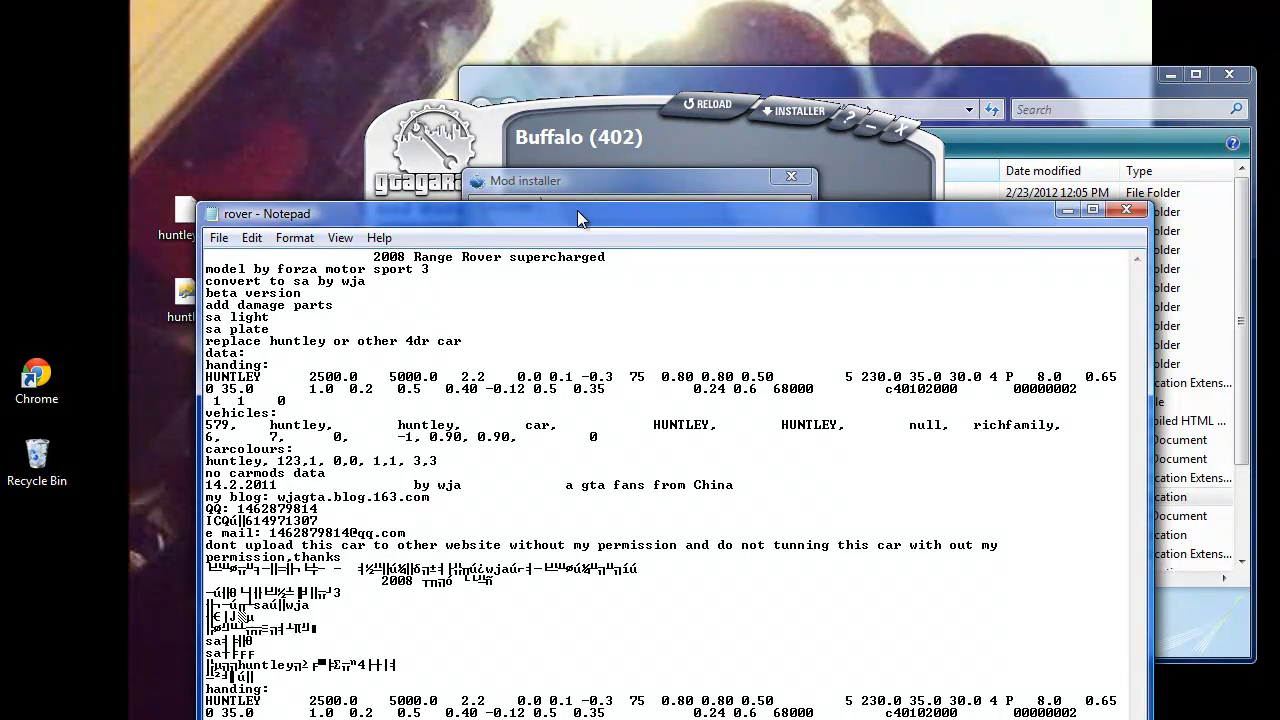 Search
RELOAD
INSTALLER
?
Buffalo (402)
Date modified
Type
Mod installer
2/23/2012 12:05 PM
File Folder
rover - Notepad
File
Edit
Format
View
Help
2008 Range Rover supercharged
model by forza motor sport 3
convert to sa by wja
beta version
add damage parts
sa light
sa plate
replace huntley or other 4dr car
data:
handing:
HUNTLEY 2500.0 5000.0 2.2 0.0 0.1 -0.3 75 0.80 0.80 0.50 5 230.0 35.0 30.0 4 P 8.0 0.65
0 35.0 1.0 0.2 0.5 0.40 -0.12 0.5 0.35 0.24 0.6 68000 c40102000 00000002
1 1 0
vehicles:
579, huntley, huntley, car, HUNTLEY, HUNTLEY, null, richfamily,
6, 7, 0, -1, 0.90, 0.90, 0
carcolours:
huntley, 123,1, 0,0, 1,1, 3,3
no carmods data
14.2.2011 by wja a gta fans from China
my blog: wjagta.blog.163.com
QQ: 1462879814
e mail: 1462879814@qq.com
dont upload this car to other website without my permission and do not tunning this car with out my
permission,thanks
2008
handing:
HUNTLEY 2500.0 5000.0 2.2 0.0 0.1 -0.3 75 0.80 0.80 0.50 5 230.0 35.0 30.0 4 P 8.0 0.65
0 35.0 1.0 0.2 0.5 0.40 -0.12 0.5 0.35 0.24 0.6 68000 c40102000 00000002
Chrome
Recycle Bin